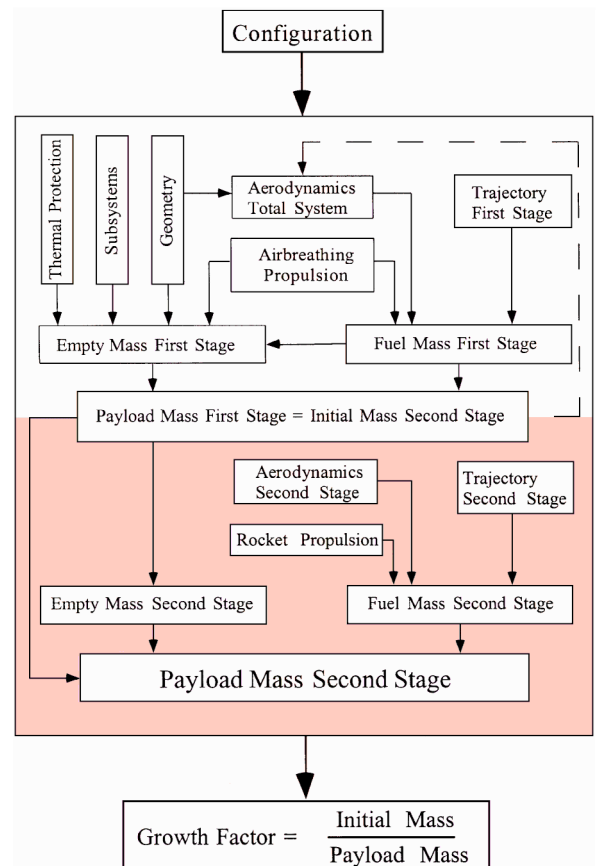 Configuration
Thermal Protection
Subsystems
Geometry
Aerodynamics
Total System
Trajectory
First Stage
Airbreathing
Propulsion
Empty Mass First Stage
Fuel Mass First Stage
Payload Mass First Stage = Initial Mass Second Stage
Aerodynamics
Second Stage
Trajectory
Second Stage
Rocket Propulsion
Empty Mass Second Stage
Fuel Mass Second Stage
Payload Mass Second Stage
Growth Factor =
Initial Mass
Payload Mass